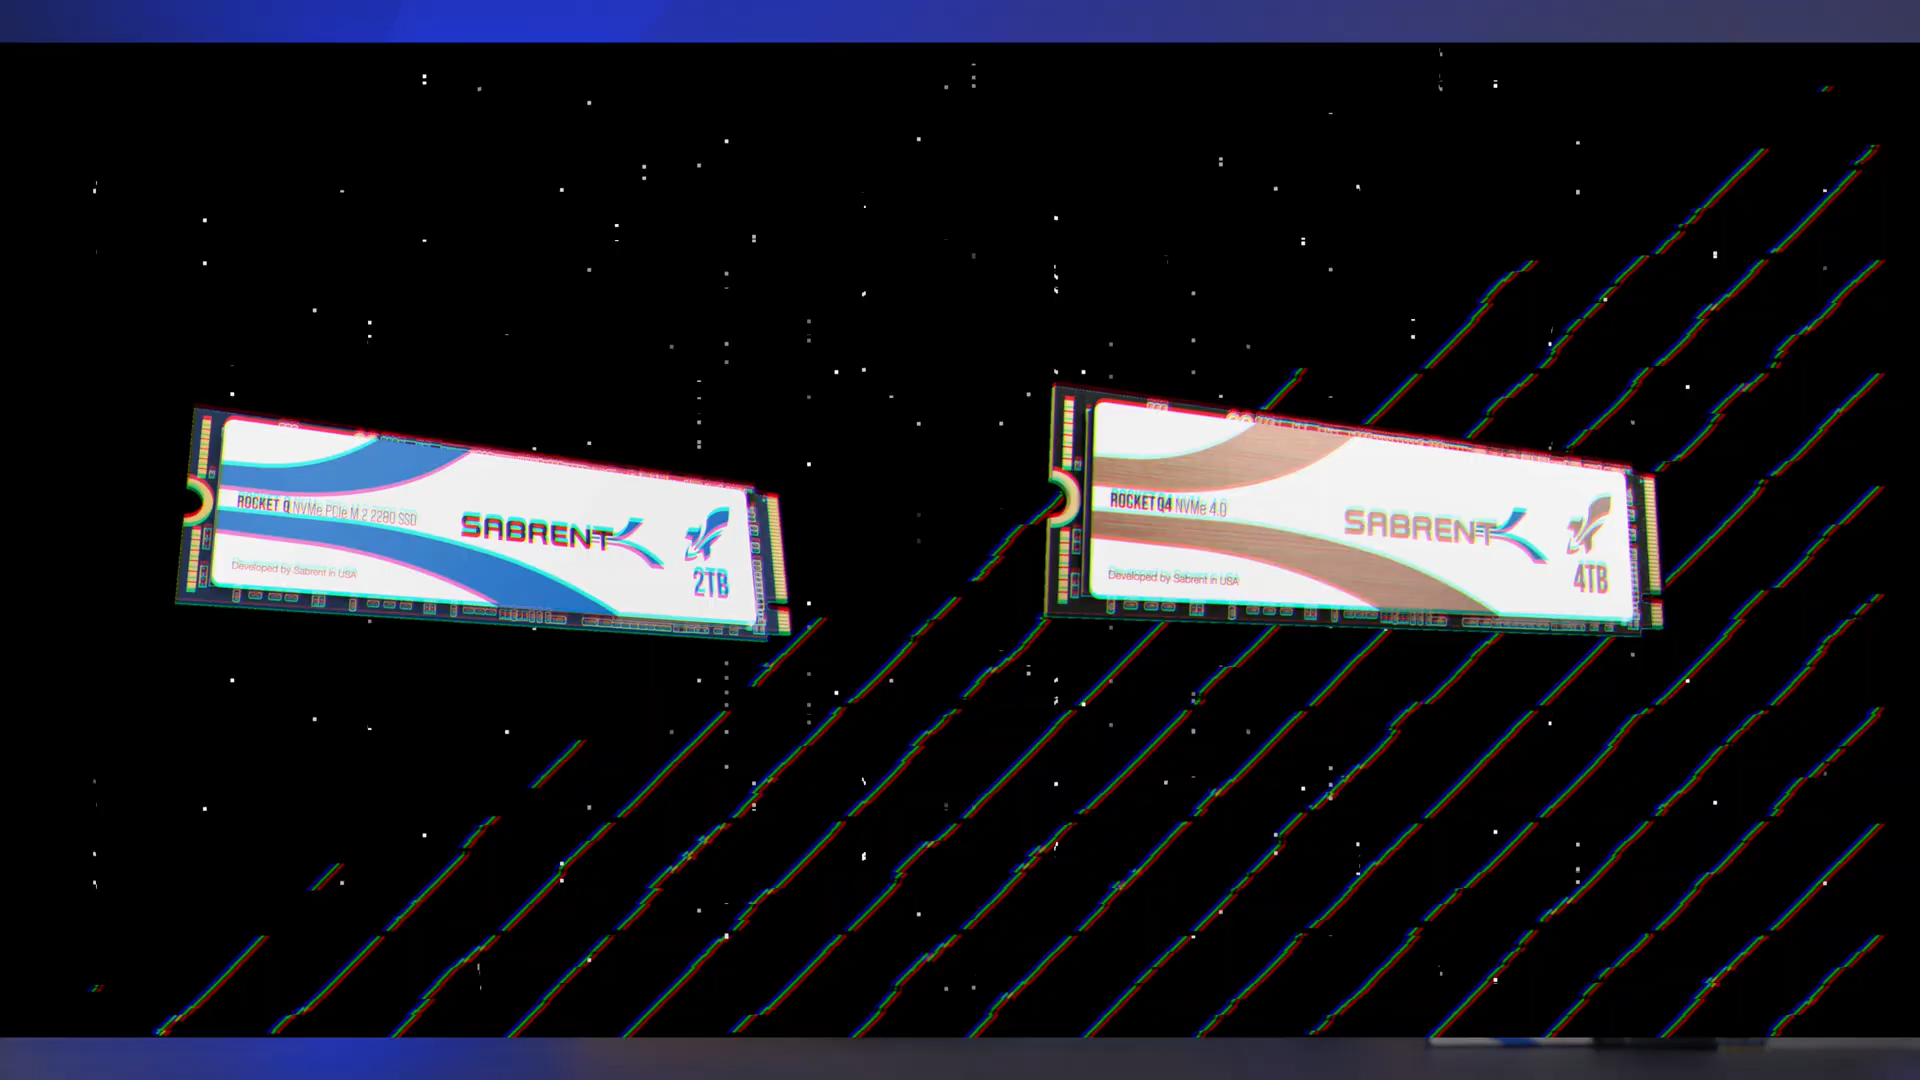 ROCKET Q NVMe PCIe M.2 2280 SSD
SABRENT
2TB
Developed by Sabrent in USA
ROCKET Q4 NVMe 4.0
SABRENT
4TB
Developed by Sabrent in USA